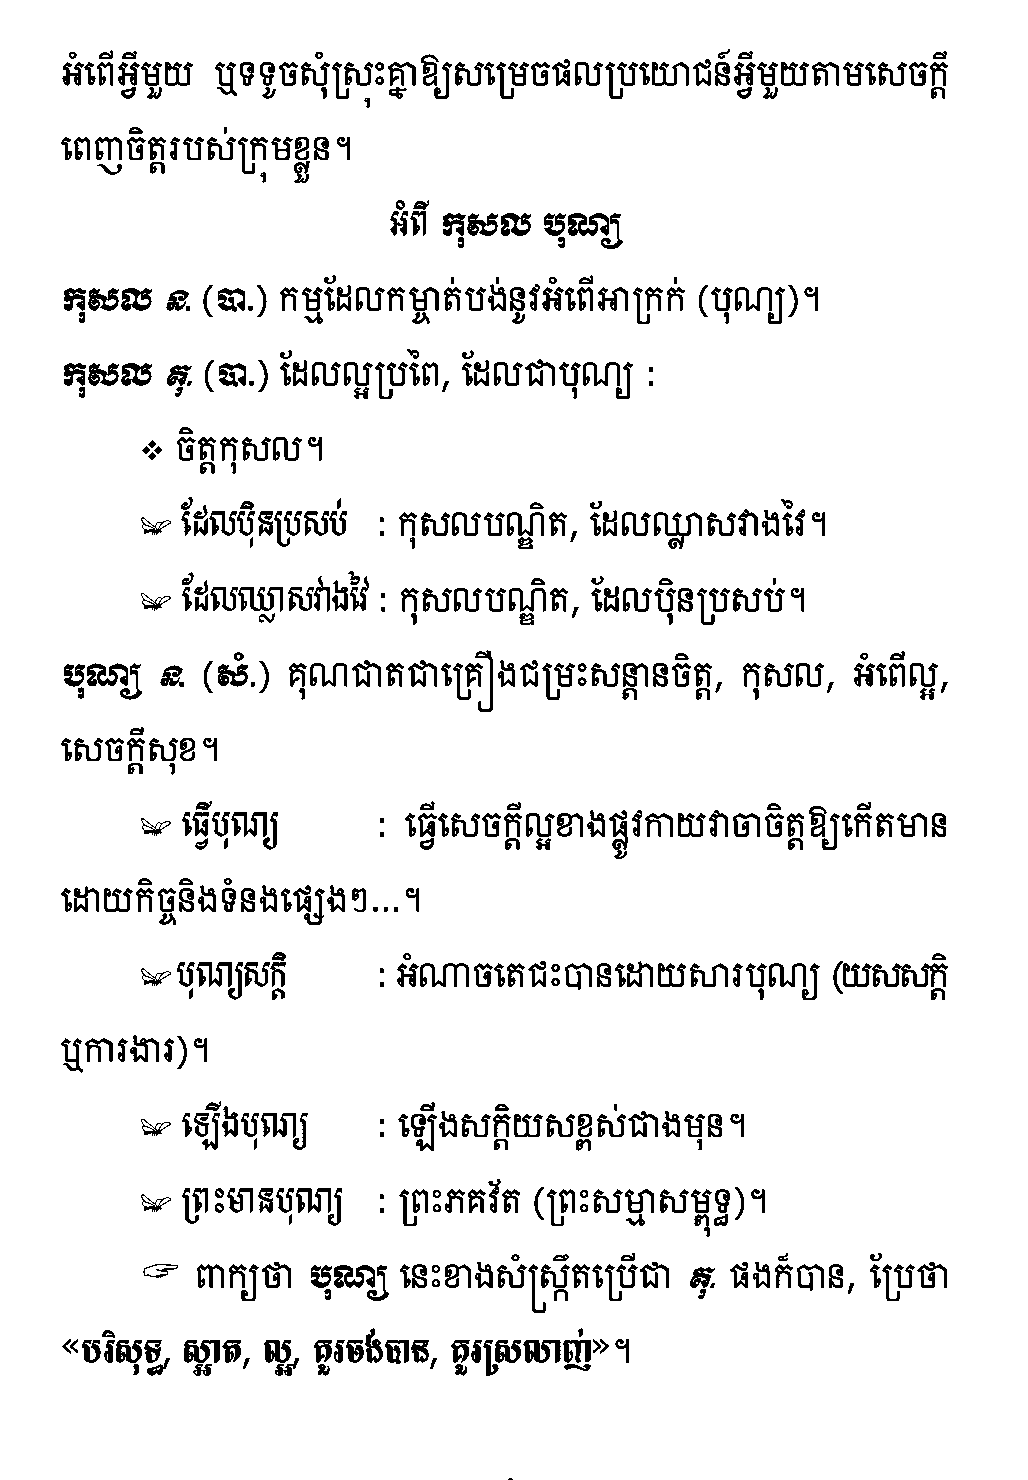 អំពើអ្វីមួយ ឬទទូចសុំស្រុះគ្នាឱ្យសម្រេចផលប្រយោជន៍អ្វីមួយតាមសេចក្ដី
ពេញចិត្តរបស់ក្រុមខ្លួន។
អំពី កុសល បុណ្យ
កុសល ន. (បា.) កម្មដែលកម្ចាត់បង់នូវអំពើអាក្រក់ (បុណ្យ)។
កុសល គុ. (បា.) ដែលល្អប្រពៃ, ដែលជាបុណ្យ :
❖ ចិត្តកុសល។
ដែលប៉ិនប្រសប់ : កុសលបណ្ឌិត, ដែលឈ្លាសវាងវៃ។
ដែលឈ្លាសវាងវៃ : កុសលបណ្ឌិត, ដែលប៉ិនប្រសប់។
បុណ្យ ន. (សំ.) គុណជាតជាគ្រឿងជម្រះសន្តានចិត្ត, កុសល, អំពើល្អ,
សេចក្ដីសុខ។
ធ្វើបុណ្យ : ធ្វើសេចក្ដីល្អខាងផ្លូវកាយវាចាចិត្តឱ្យកើតមាន
ដោយកិច្ចនិងទំនងផ្សេងៗ...។
បុណ្យសក្ដិ : អំណាចតេជះបានដោយសារបុណ្យ (យសសក្ដិ
ឬការងារ)។
ឡើងបុណ្យ : ឡើងសក្ដិយសខ្ពស់ជាងមុន។
ព្រះមានបុណ្យ : ព្រះភគវ័ត (ព្រះសម្មាសម្ពុទ្ធ)។
☞ ពាក្យថា បុណ្យ នេះខាងសំស្ក្រឹតប្រើជា គុ. ផងក៏បាន, ប្រែថា
«បរិសុទ្ធ, ស្អាត, ល្អ, គួរចង់បាន, គួរស្រលាញ់»។